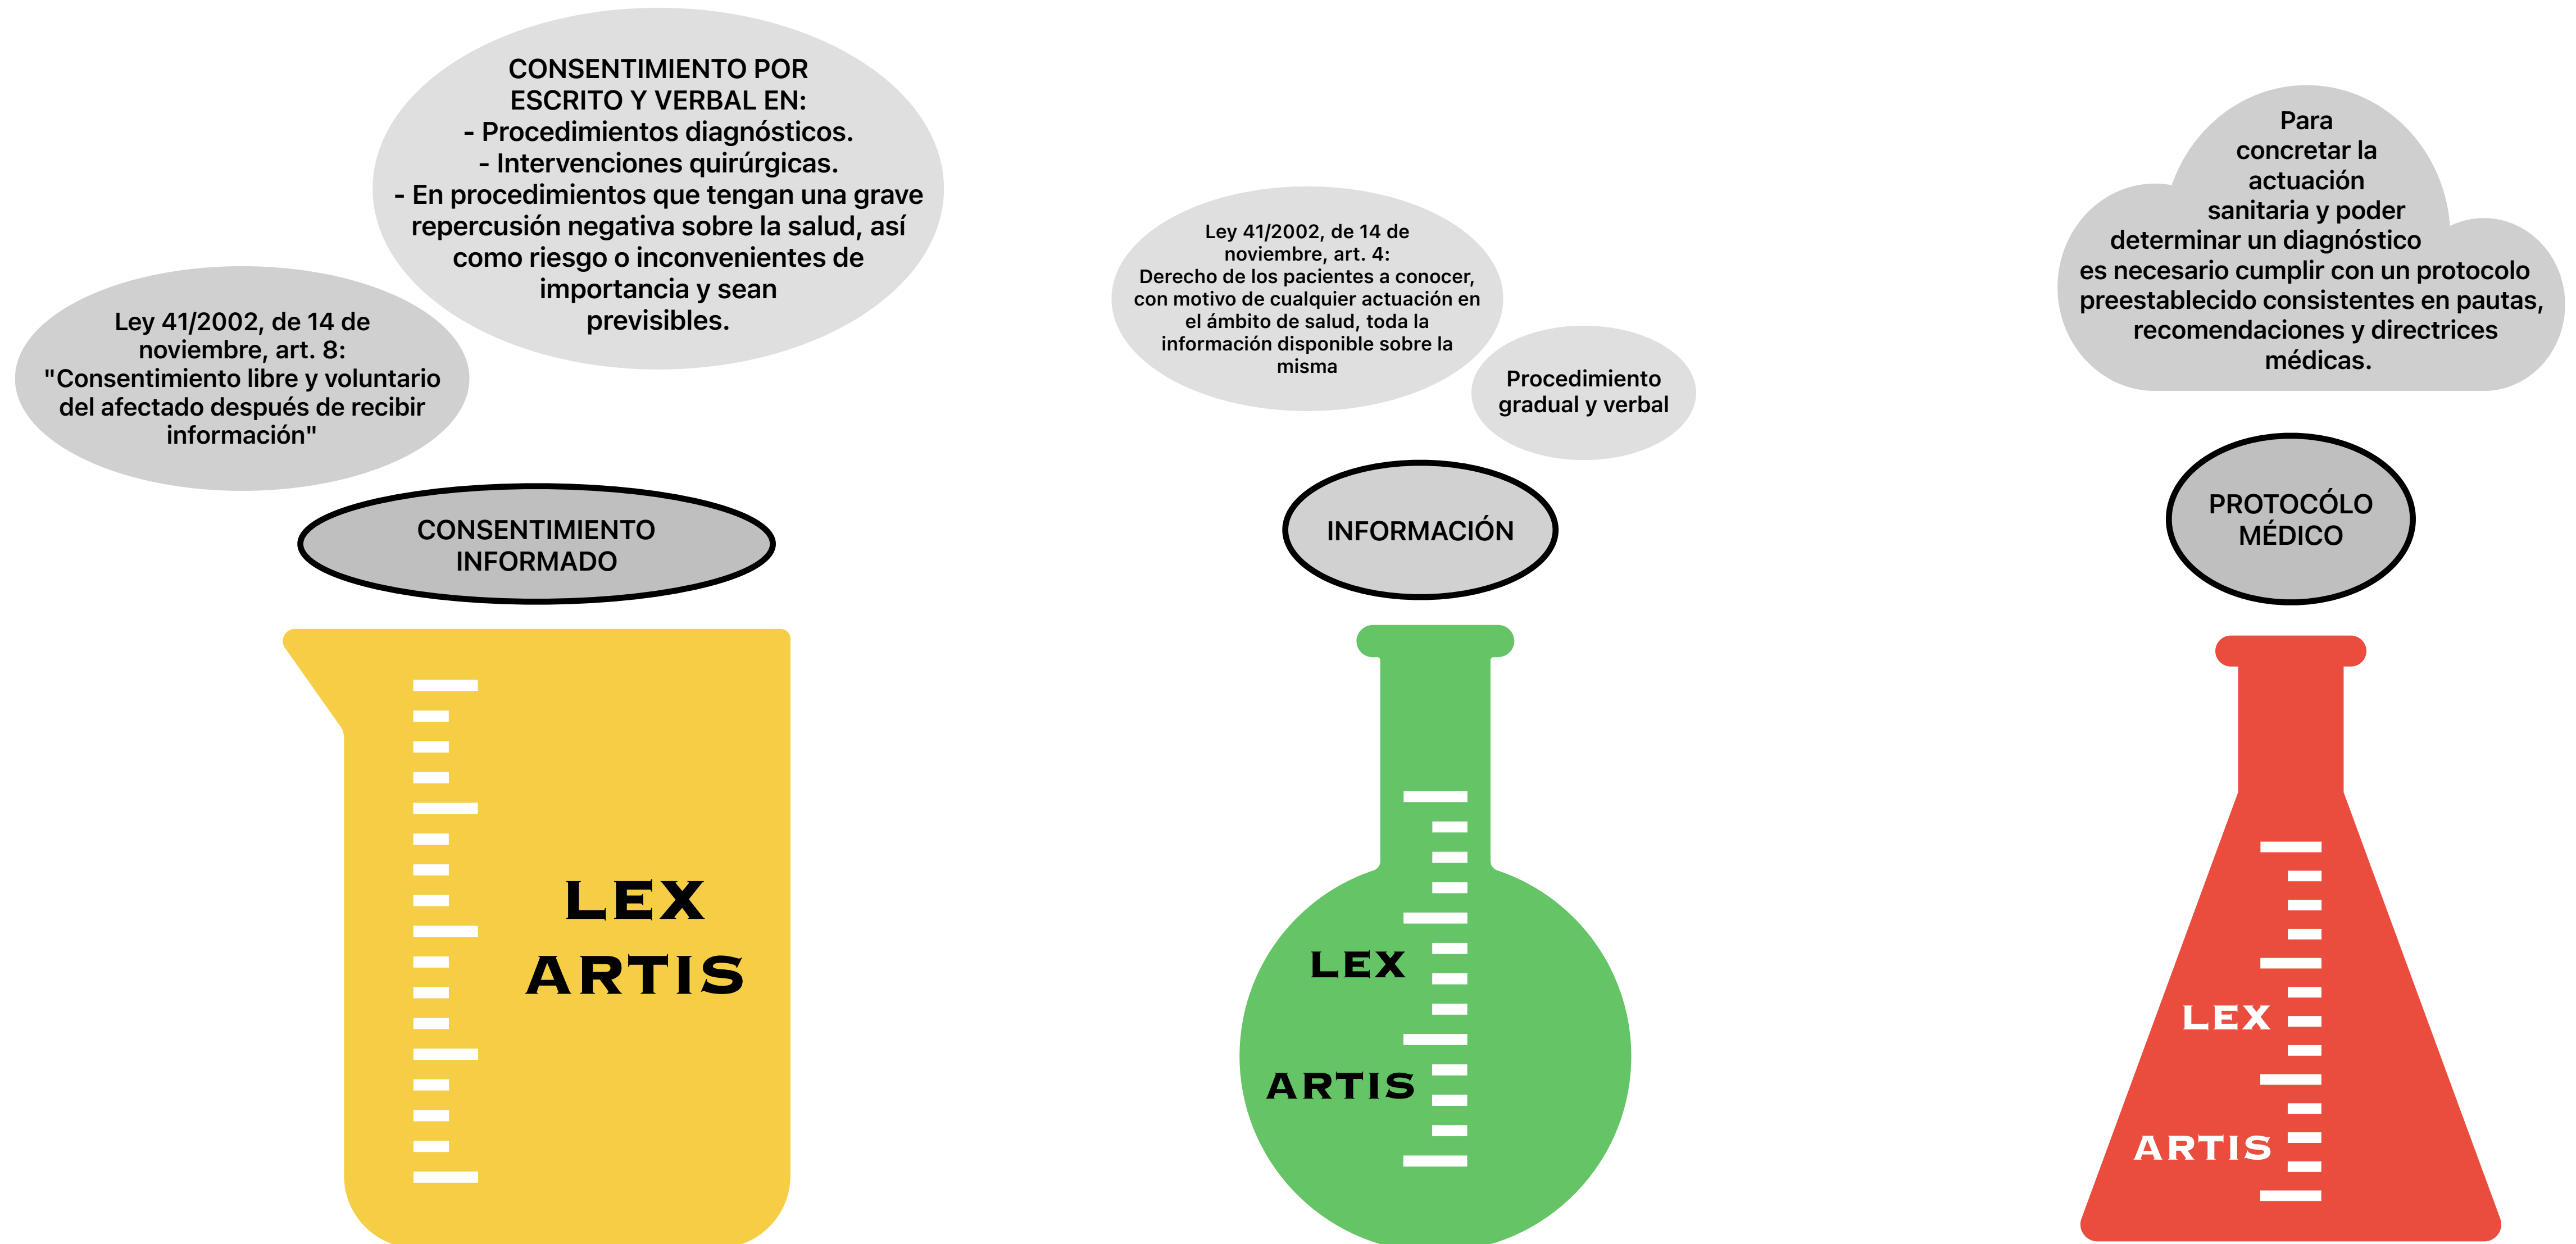 CONSENTIMIENTO POR
ESCRITO Y VERBAL EN:
- Procedimientos diagnósticos.
- Intervenciones quirúrgicas.
- En procedimientos que tengan una grave
repercusión negativa sobre la salud, así
como riesgo o inconvenientes de
importancia y sean
previsibles.
Ley 41/2002, de 14 de
noviembre, art. 8:
"Consentimiento libre y voluntario
del afectado después de recibir
información"
CONSENTIMIENTO
INFORMADO
LEX
ARTIS
Ley 41/2002, de 14 de
noviembre, art. 4:
Derecho de los pacientes a conocer,
con motivo de cualquier actuación en
el ámbito de salud, toda la
información disponible sobre la
misma
Procedimiento
gradual y verbal
INFORMACIÓN
LEX
ARTIS
Para
concretar la
actuación
sanitaria y poder
determinar un diagnóstico
es necesario cumplir con un protocolo
preestablecido consistentes en pautas,
recomendaciones y directrices
médicas.
PROTOCÓLO
MÉDICO
LEX
ARTIS